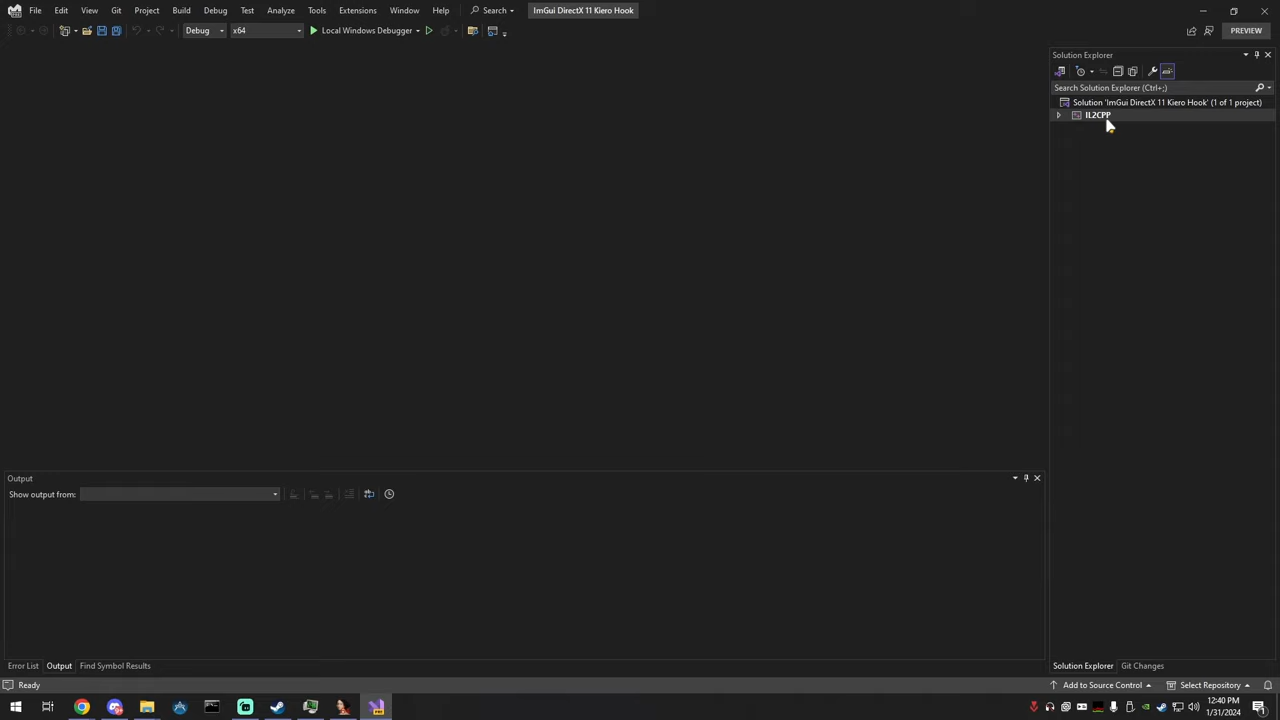 File Edit View Git Project Build Debug Test Analyze Tools Extensions Window Help Search ImGui DirectX 11 Kiero Hook
Debug x64 Local Windows Debugger PREVIEW
Solution Explorer
Search Solution Explorer (Ctrl+;)
Solution 'ImGui DirectX 11 Kiero Hook' (1 of 1 project)
IL2CPP
Output
Show output from:
Error List Output Find Symbol Results Solution Explorer Git Changes
Ready Add to Source Control Select Repository
12:40 PM
1/31/2024